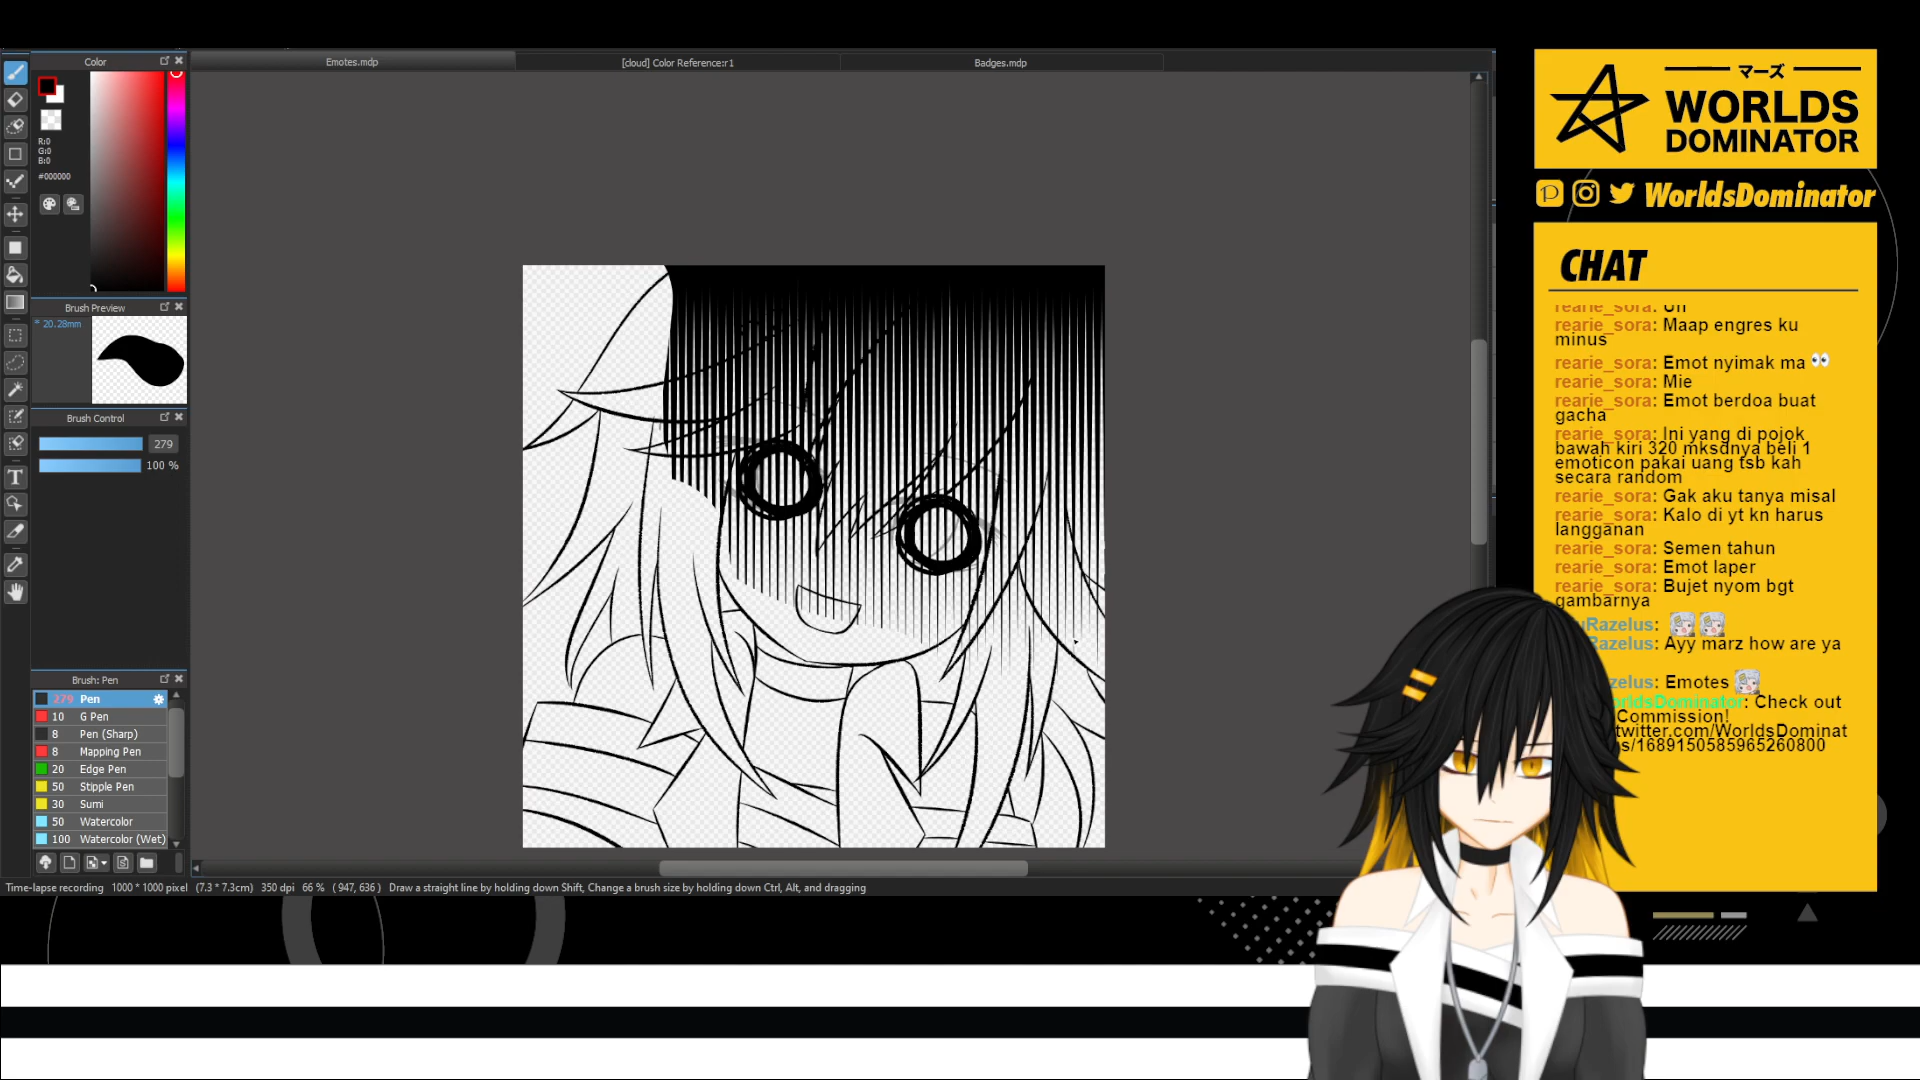 Color
R:0
G:0
B:0
#000000
Brush Preview
* 20.28mm
Brush Control
279
100 %
Brush: Pen
279 Pen
10 G Pen
8 Pen (Sharp)
8 Mapping Pen
20 Edge Pen
50 Stipple Pen
30 Sumi
50 Watercolor
100 Watercolor (Wet)
Emotes.mdp
[cloud] Color Reference:r1
Badges.mdp
Time-lapse recording 1000 * 1000 pixel (7.3 * 7.3cm) 350 dpi 66 % ( 947, 636 ) Draw a straight line by holding down Shift, Change a brush size by holding down Ctrl, Alt, and dragging
マーズ
WORLDS
DOMINATOR
WorldsDominator
CHAT
rearie_sora: Uh
rearie_sora: Maap engres ku
minus
rearie_sora: Emot nyimak ma 👀
rearie_sora: Mie
rearie_sora: Emot berdoa buat
gacha
rearie_sora: Ini yang di pojok
bawah kiri 320 mksdnya beli 1
emoticon pakai uang tsb kah
secara random
rearie_sora: Gak aku tanya misal
rearie_sora: Kalo di yt kn harus
langganan
rearie_sora: Semen tahun
rearie_sora: Emot laper
rearie_sora: Bujet nyom bgt
gambarnya
uRazelus:
Razelus: Ayy marz how are ya
zelus: Emotes
orldsDominator: Check out
Commission!
twitter.com/WorldsDominat
s/1689150585965260800